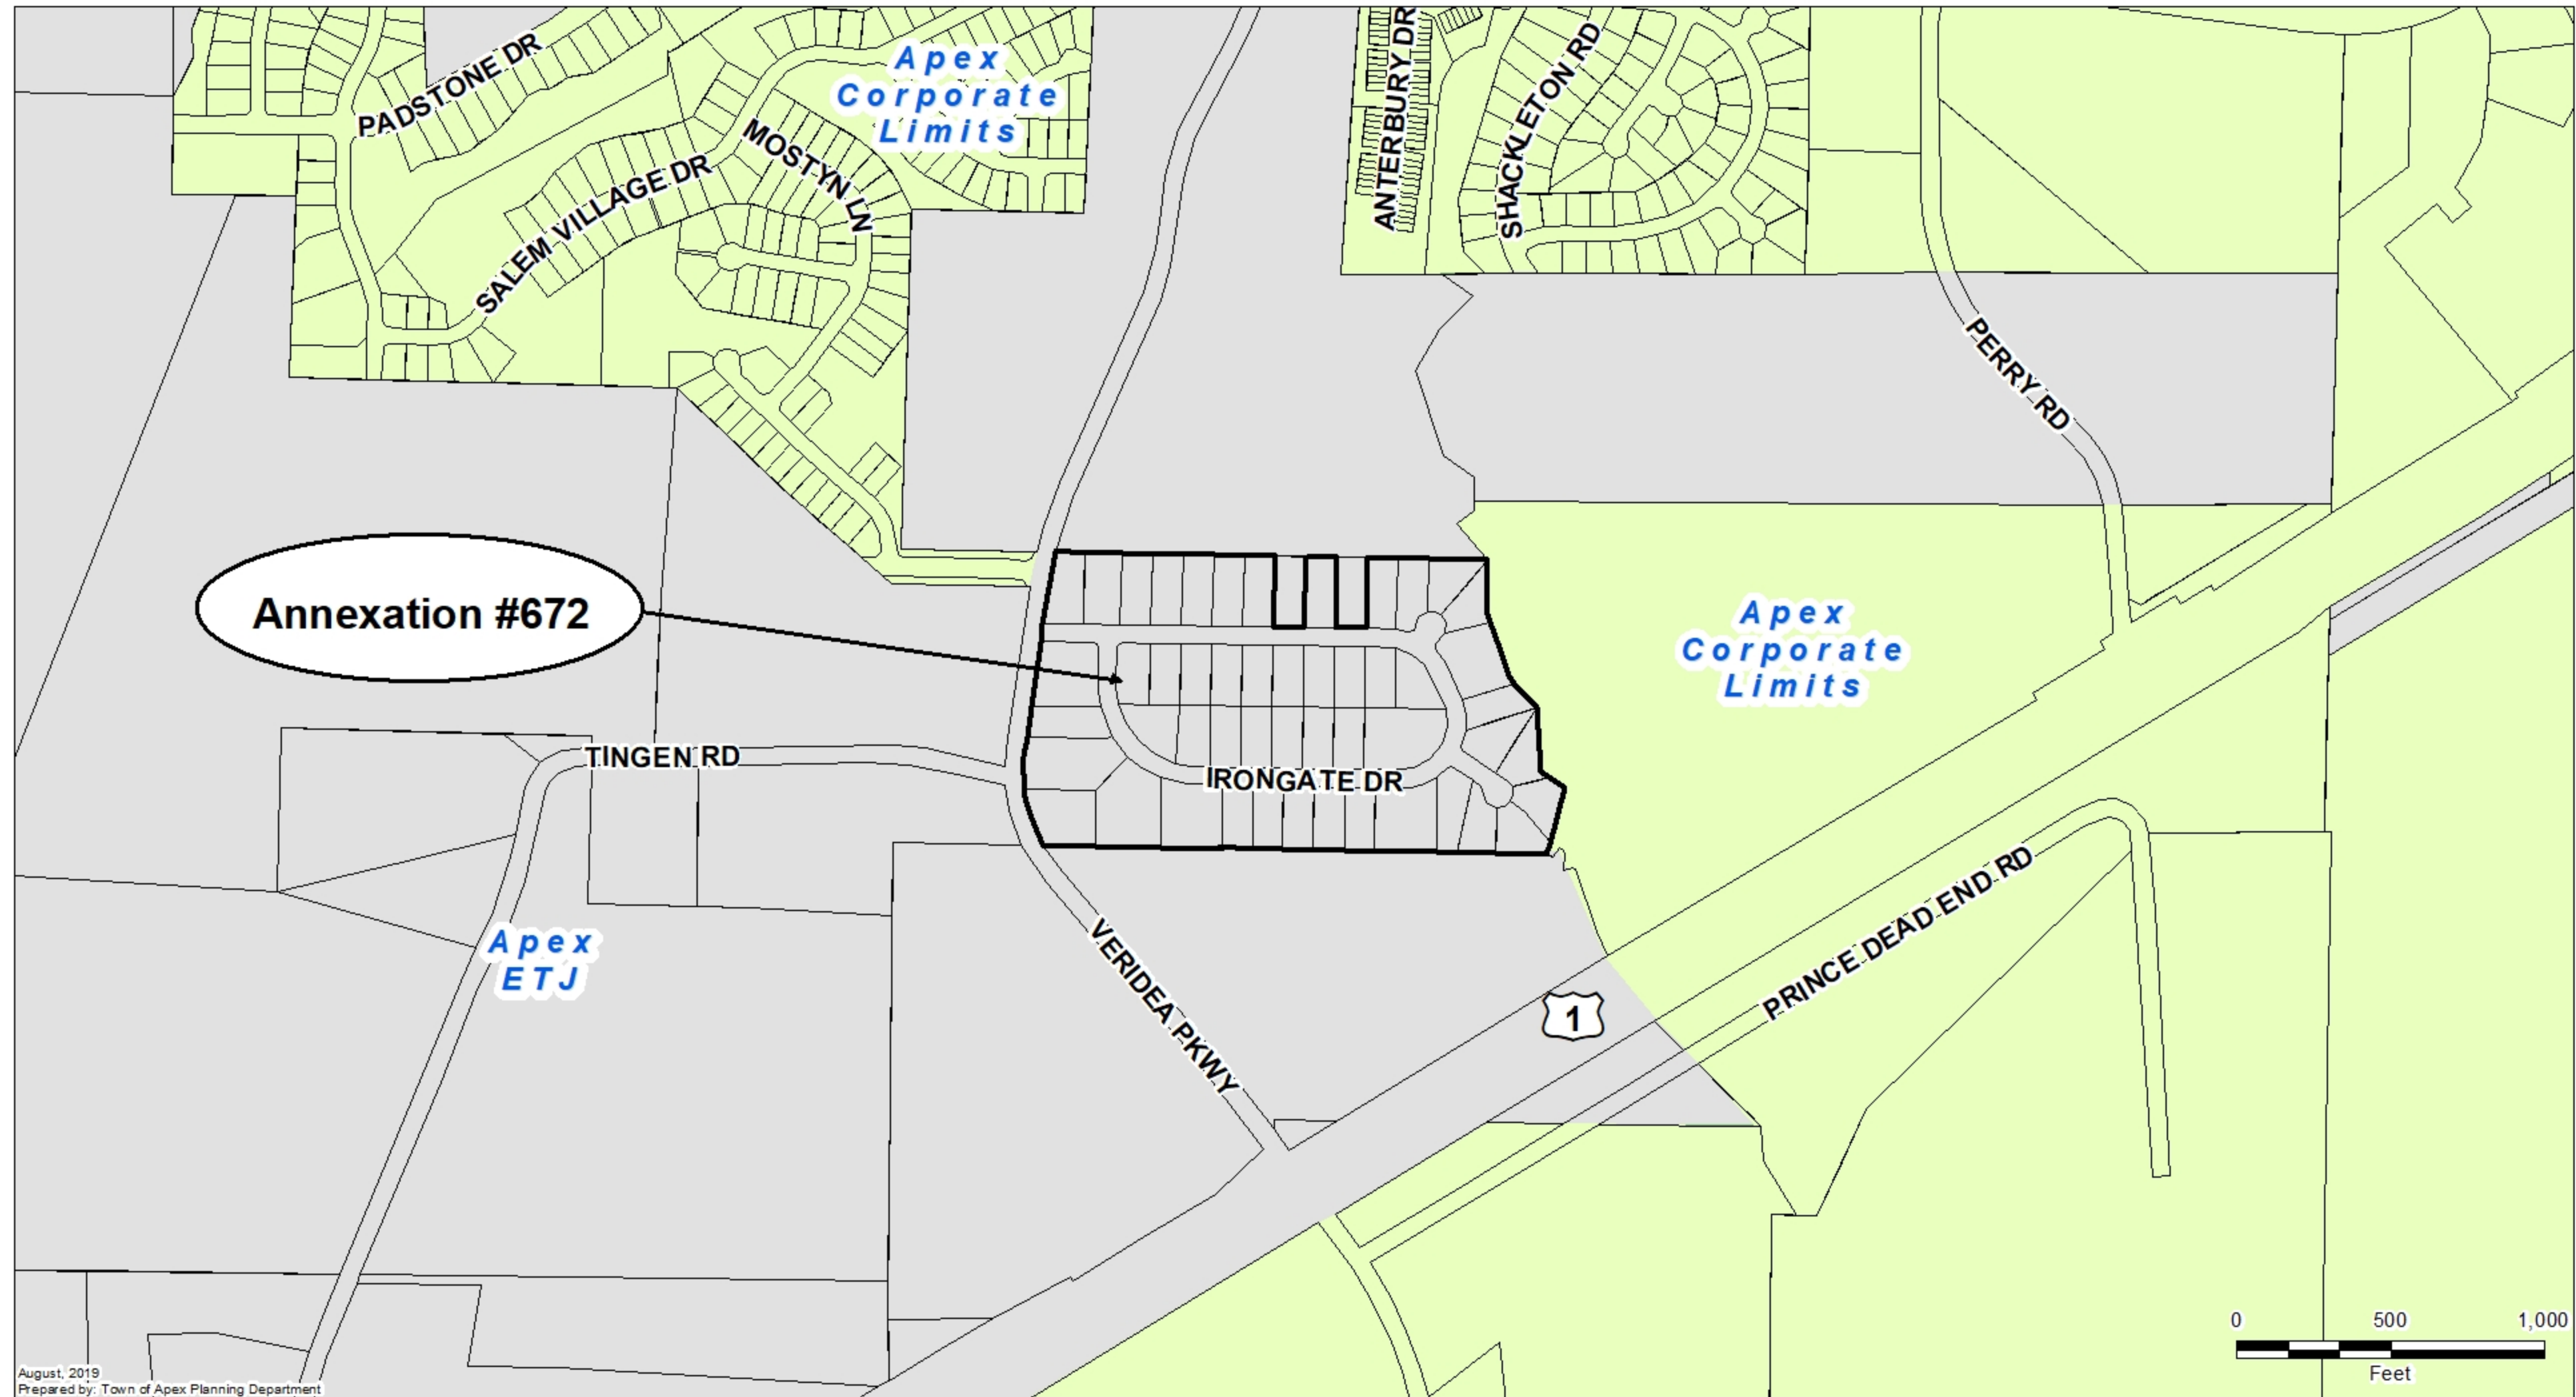 PADSTONE DR
Apex
Corporate
Limits
ANTERBURY DR
SHACKLETON RD
MOSTYN LN
SALEM VILLAGE DR
PERRY RD
Annexation #672
Apex
Corporate
Limits
TINGEN RD
IRONGATE DR
PRINCE DEAD END RD
Apex
ETJ
VERIDEA PKWY
1
0 500 1,000
Feet
August, 2019
Prepared by: Town of Apex Planning Department